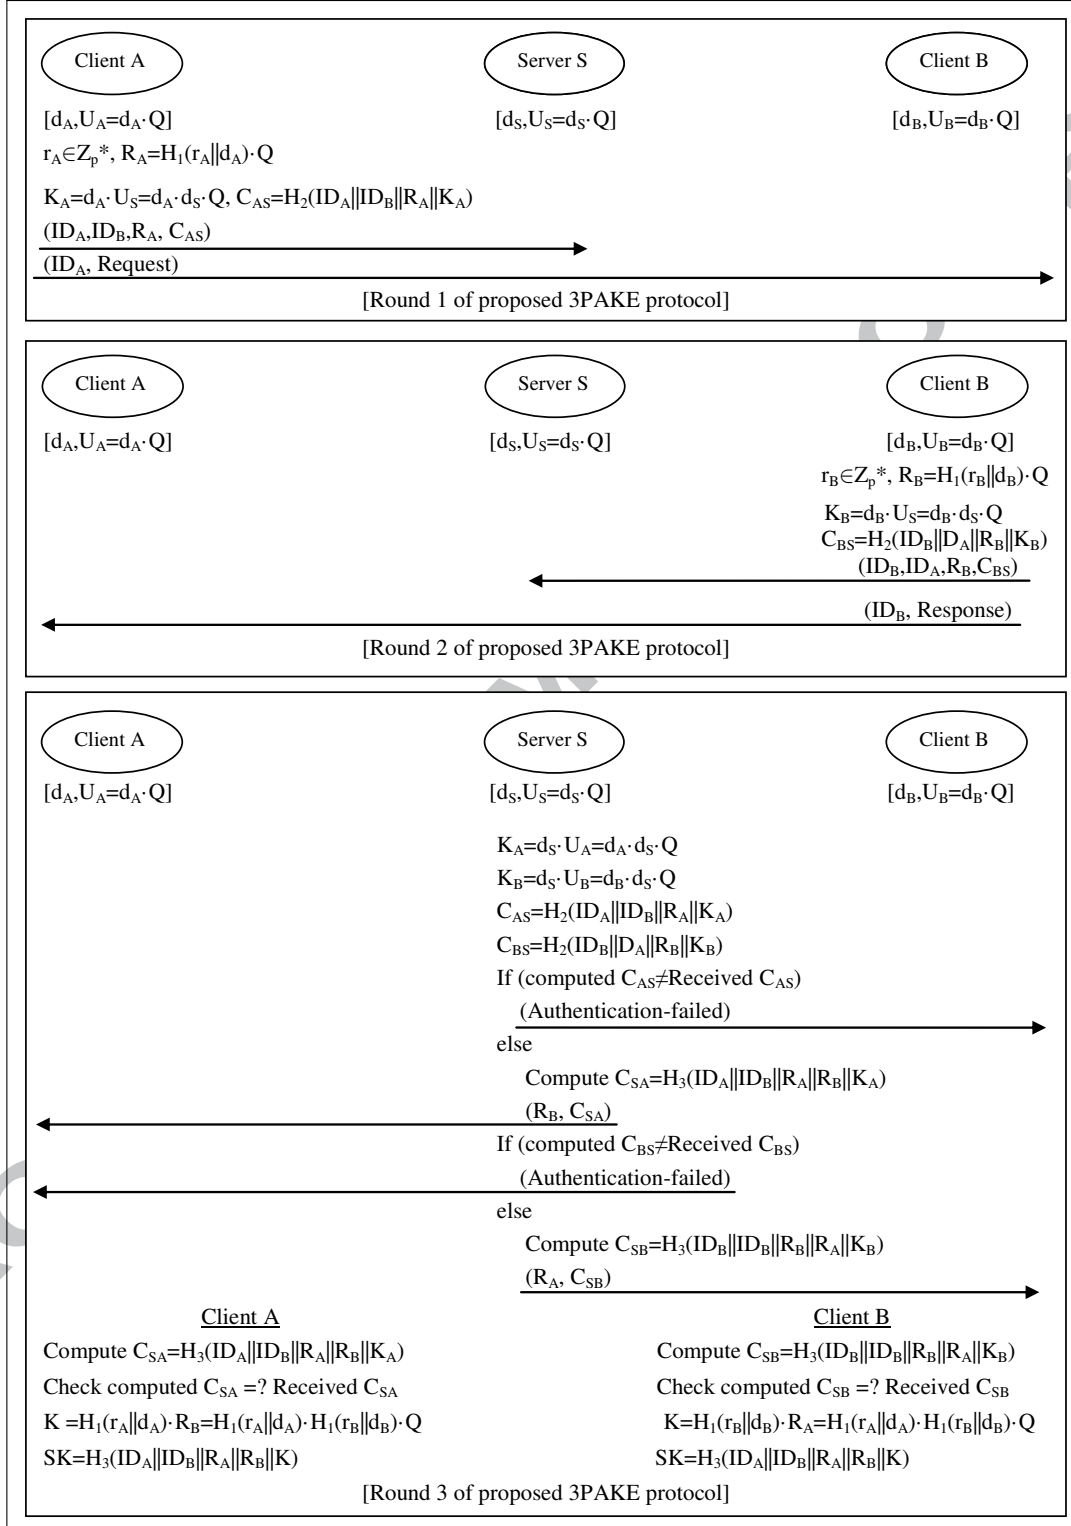 Client A Server S Client B
[d_A,U_A=d_A·Q] [d_S,U_S=d_S·Q] [d_B,U_B=d_B·Q]
r_A∈Z_p*, R_A=H_1(r_A||d_A)·Q
K_A=d_A·U_S=d_A·d_S·Q, C_AS=H_2(ID_A||ID_B||R_A||K_A)
(ID_A,ID_B,R_A, C_AS)
(ID_A, Request)
[Round 1 of proposed 3PAKE protocol]
Client A Server S Client B
[d_A,U_A=d_A·Q] [d_S,U_S=d_S·Q] [d_B,U_B=d_B·Q]
r_B∈Z_p*, R_B=H_1(r_B||d_B)·Q
K_B=d_B·U_S=d_B·d_S·Q
C_BS=H_2(ID_B||D_A||R_B||K_B)
(ID_B,ID_A,R_B,C_BS)
(ID_B, Response)
[Round 2 of proposed 3PAKE protocol]
Client A Server S Client B
[d_A,U_A=d_A·Q] [d_S,U_S=d_S·Q] [d_B,U_B=d_B·Q]
K_A=d_S·U_A=d_A·d_S·Q
K_B=d_S·U_B=d_B·d_S·Q
C_AS=H_2(ID_A||ID_B||R_A||K_A)
C_BS=H_2(ID_B||D_A||R_B||K_B)
If (computed C_AS≠Received C_AS)
(Authentication-failed)
else
Compute C_SA=H_3(ID_A||ID_B||R_A||R_B||K_A)
(R_B, C_SA)
If (computed C_BS≠Received C_BS)
(Authentication-failed)
else
Compute C_SB=H_3(ID_B||ID_B||R_B||R_A||K_B)
(R_A, C_SB)
Client A Client B
Compute C_SA=H_3(ID_A||ID_B||R_A||R_B||K_A) Compute C_SB=H_3(ID_B||ID_B||R_B||R_A||K_B)
Check computed C_SA =? Received C_SA Check computed C_SB =? Received C_SB
K =H_1(r_A||d_A)·R_B=H_1(r_A||d_A)·H_1(r_B||d_B)·Q K=H_1(r_B||d_B)·R_A=H_1(r_A||d_A)·H_1(r_B||d_B)·Q
SK=H_3(ID_A||ID_B||R_A||R_B||K) SK=H_3(ID_A||ID_B||R_A||R_B||K)
[Round 3 of proposed 3PAKE protocol]